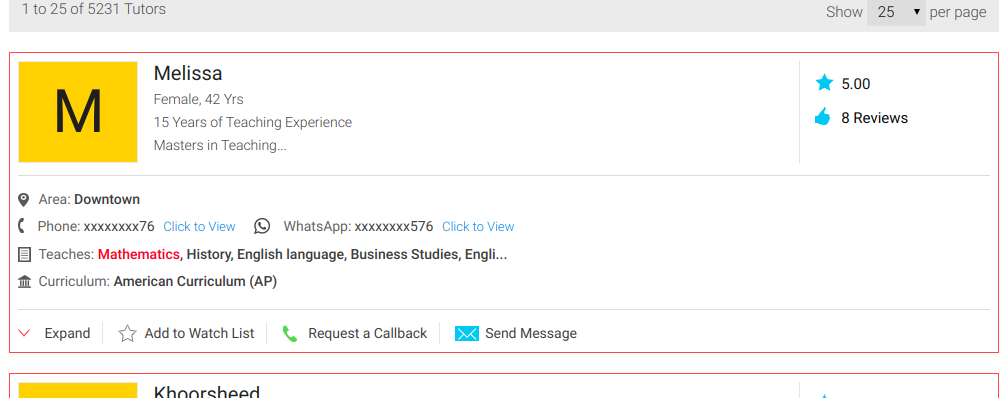 1 to 25 of 5231 Tutors
Show 25 per page
M
Melissa
Female, 42 Yrs
15 Years of Teaching Experience
Masters in Teaching...
5.00
8 Reviews
Area: Downtown
Phone: xxxxxxxx76 Click to View WhatsApp: xxxxxxxx576 Click to View
Teaches: Mathematics, History, English language, Business Studies, Engli...
Curriculum: American Curriculum (AP)
Expand Add to Watch List Request a Callback Send Message
Khoorsheed